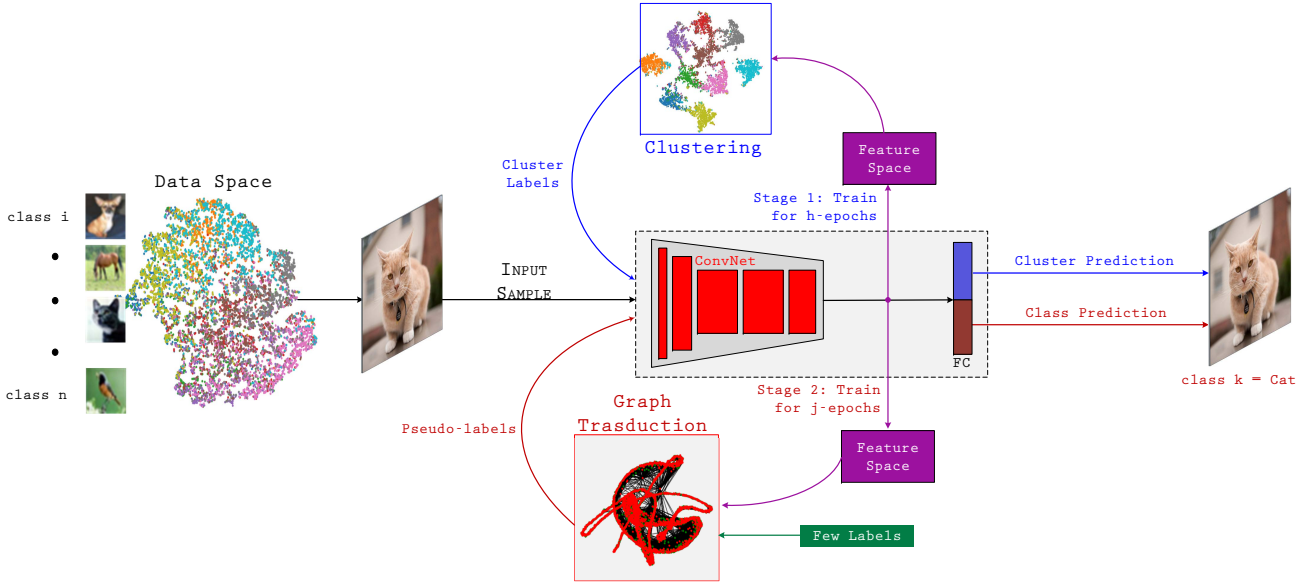 Clustering
Feature
Space
Cluster
Labels
Data Space
class i
Stage 1: Train
for h-epochs
INPUT
SAMPLE
ConvNet
Cluster Prediction
Class Prediction
FC
class k = Cat
class n
Stage 2: Train
for j-epochs
Graph
Trasduction
Pseudo-labels
Feature
Space
Few Labels